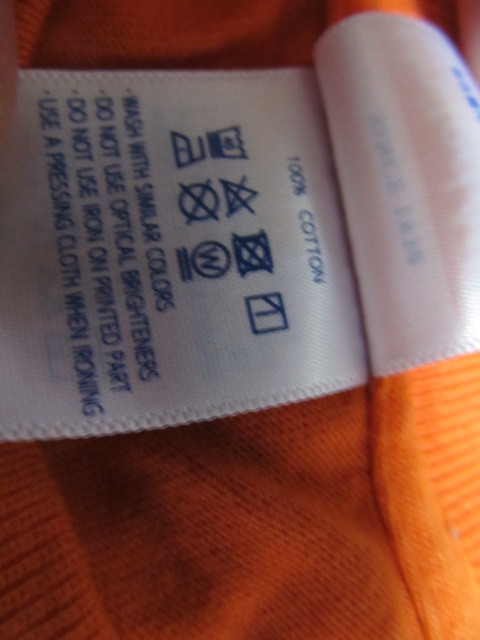 100% COTTON
W
· WASH WITH SIMILAR COLORS
· DO NOT USE OPTICAL BRIGHTENERS
· DO NOT USE IRON ON PRINTED PART
· USE A PRESSING CLOTH WHEN IRONING